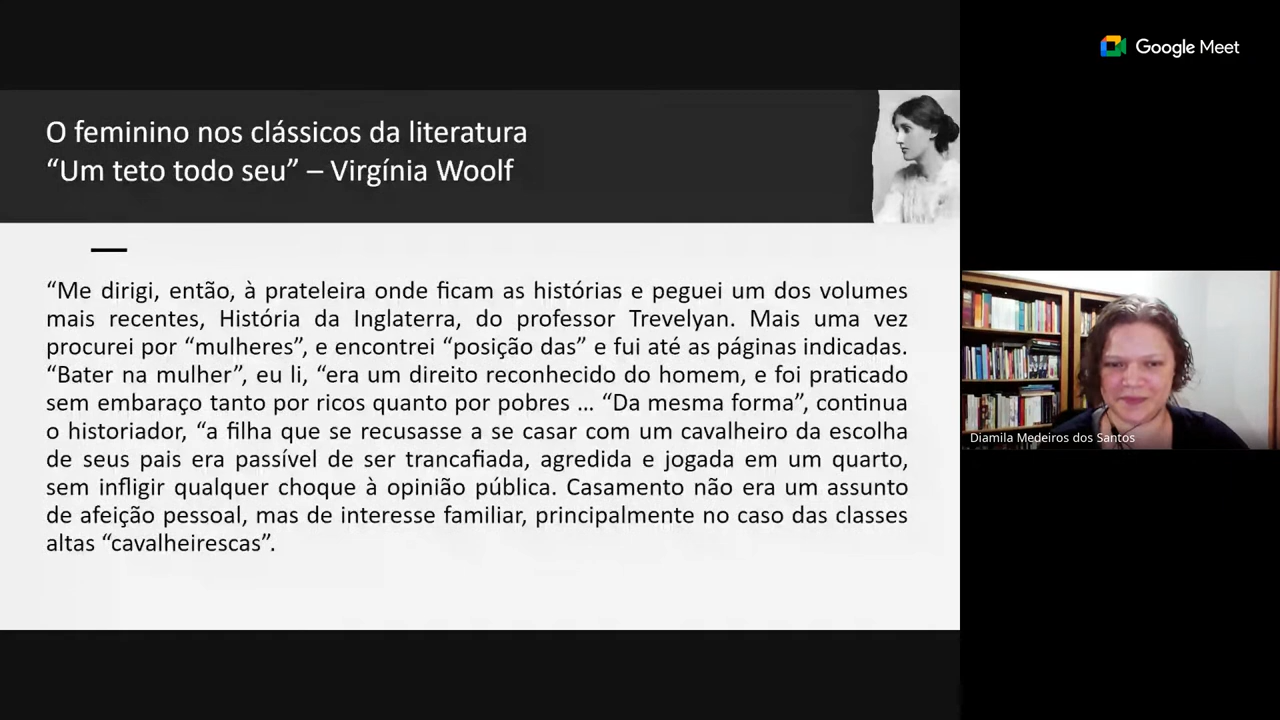 Google Meet
O feminino nos clássicos da literatura
“Um teto todo seu” – Virgínia Woolf
“Me dirigi, então, à prateleira onde ficam as histórias e peguei um dos volumes
mais recentes, História da Inglaterra, do professor Trevelyan. Mais uma vez
procurei por “mulheres”, e encontrei “posição das” e fui até as páginas indicadas.
“Bater na mulher”, eu li, “era um direito reconhecido do homem, e foi praticado
sem embaraço tanto por ricos quanto por pobres ... “Da mesma forma”, continua
o historiador, “a filha que se recusasse a se casar com um cavalheiro da escolha
de seus pais era passível de ser trancafiada, agredida e jogada em um quarto,
sem infligir qualquer choque à opinião pública. Casamento não era um assunto
de afeição pessoal, mas de interesse familiar, principalmente no caso das classes
altas “cavalheirescas”.
Diamila Medeiros dos Santos